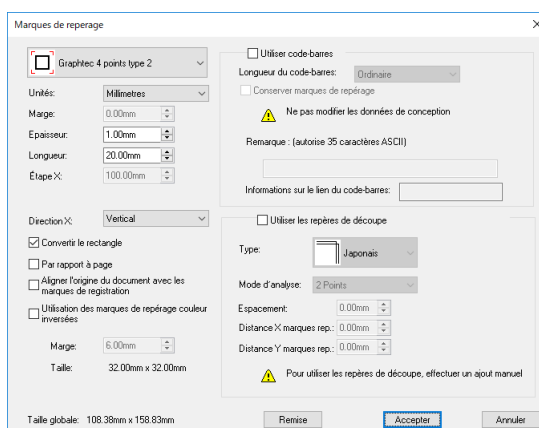 Marques de reperage
Graphtec 4 points type 2
Unités: Millimetres
Marge: 0.00mm
Epaisseur: 1.00mm
Longueur: 20.00mm
Étape X: 100.00mm
Direction X: Vertical
Convertir le rectangle
Par rapport à page
Aligner l'origine du document avec les
marques de registration
Utilisation des marques de repérage couleur
inversées
Marge: 6.00mm
Taille: 32.00mm x 32.00mm
Utiliser code-barres
Longueur du code-barres: Ordinaire
Conserver marques de repérage
Ne pas modifier les données de conception
Remarque : (autorise 35 caractères ASCII)
Informations sur le lien du code-barres:
Utiliser les repères de découpe
Type: Japonais
Mode d'analyse: 2 Points
Espacement: 0.00mm
Distance X marques rep.: 0.00mm
Distance Y marques rep.: 0.00mm
Pour utiliser les repères de découpe, effectuer un ajout manuel
Taille globale: 108.38mm x 158.83mm
Remise
Accepter
Annuler